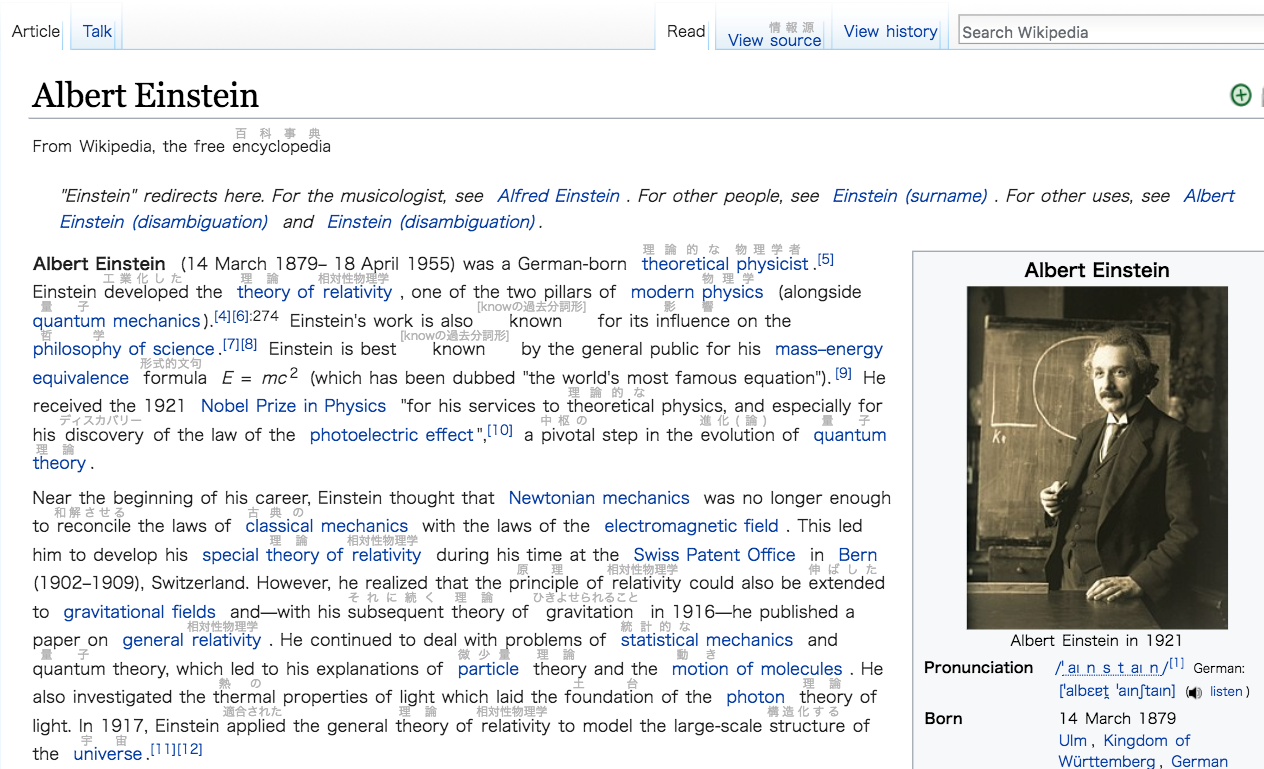 Article Talk Read 情報源 View source View history Search Wikipedia
Albert Einstein
百科事典
From Wikipedia, the free encyclopedia
"Einstein" redirects here. For the musicologist, see Alfred Einstein . For other people, see Einstein (surname) . For other uses, see Albert
Einstein (disambiguation) and Einstein (disambiguation) .
理論的な 物理学者
Albert Einstein (14 March 1879– 18 April 1955) was a German-born theoretical physicist .[5]
工業化した 理論 相対性物理学 物理学
Einstein developed the theory of relativity , one of the two pillars of modern physics (alongside
量子 [knowの過去分詞形] 影響
quantum mechanics ).[4][6]:274 Einstein's work is also known for its influence on the
哲学 [knowの過去分詞形]
philosophy of science .[7][8] Einstein is best known by the general public for his mass–energy
形式的文句
equivalence formula E = mc2 (which has been dubbed "the world's most famous equation"). [9] He
理論的な
received the 1921 Nobel Prize in Physics "for his services to theoretical physics, and especially for
ディスカバリー 中枢の 進化(論) 量子
his discovery of the law of the photoelectric effect ",[10] a pivotal step in the evolution of quantum
理論
theory .
Near the beginning of his career, Einstein thought that Newtonian mechanics was no longer enough
和解させる 古典の
to reconcile the laws of classical mechanics with the laws of the electromagnetic field . This led
理論 相対性物理学
him to develop his special theory of relativity during his time at the Swiss Patent Office in Bern
原理 相対性物理学 伸ばした
(1902–1909), Switzerland. However, he realized that the principle of relativity could also be extended
それに続く 理論 ひきよせられること
to gravitational fields and—with his subsequent theory of gravitation in 1916—he published a
相対性物理学 統計的な
paper on general relativity . He continued to deal with problems of statistical mechanics and
量子 微少量 理論 動き
quantum theory, which led to his explanations of particle theory and the motion of molecules . He
熱の 土台 理論
also investigated the thermal properties of light which laid the foundation of the photon theory of
適合された 理論 相対性物理学 構造化する
light. In 1917, Einstein applied the general theory of relativity to model the large-scale structure of
宇宙
the universe .[11][12]
Albert Einstein
Kr
Albert Einstein in 1921
Pronunciation /ˈaɪnstaɪn/[1] German:
[ˈalbɐɐ̯t ˈaɪnʃtaɪn] ( listen )
Born 14 March 1879
Ulm , Kingdom of
Württemberg , German